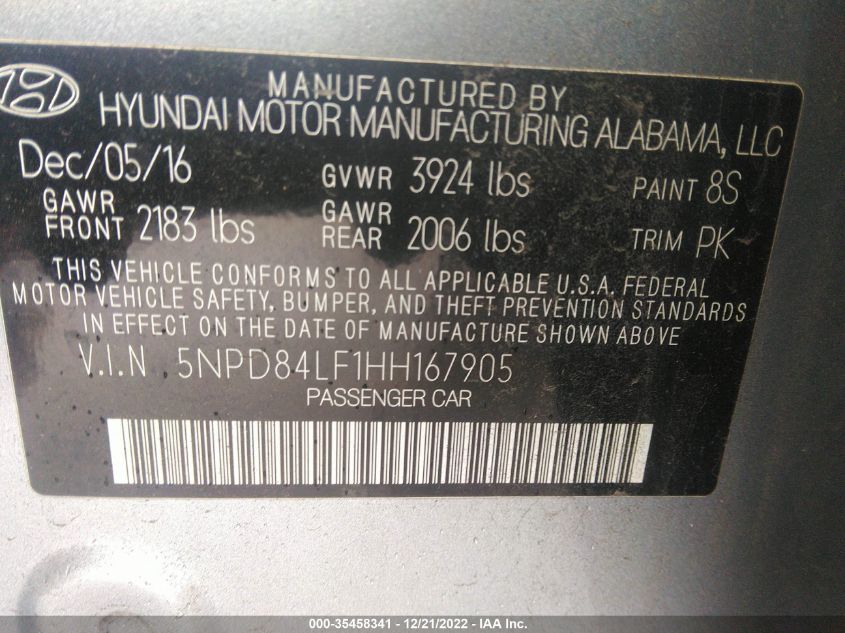 MANUFACTURED BY
HYUNDAI MOTOR MANUFACTURING ALABAMA, LLC
Dec/05/16 GVWR 3924 lbs PAINT 8S
GAWR FRONT 2183 lbs GAWR REAR 2006 lbs TRIM PK
THIS VEHICLE CONFORMS TO ALL APPLICABLE U.S.A. FEDERAL
MOTOR VEHICLE SAFETY, BUMPER, AND THEFT PREVENTION STANDARDS
IN EFFECT ON THE DATE OF MANUFACTURE SHOWN ABOVE
V.I.N 5NPD84LF1HH167905
PASSENGER CAR
000-35458341 - 12/21/2022 - IAA Inc.